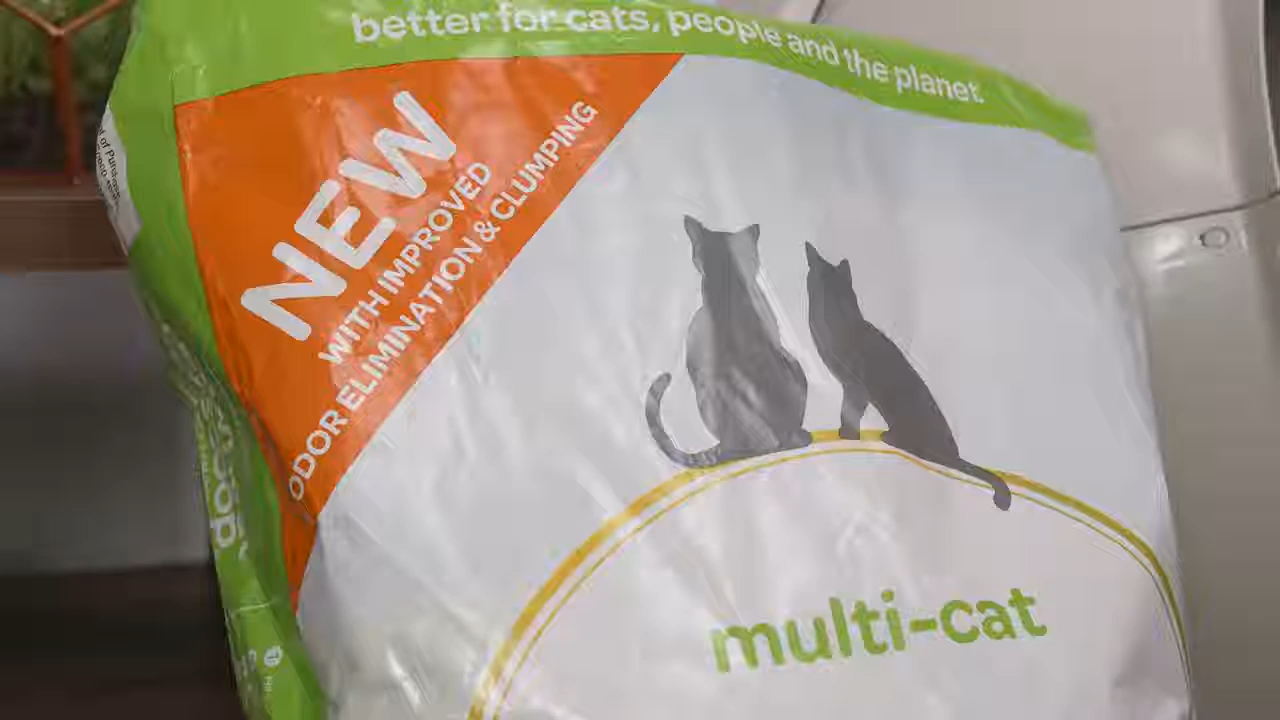 better for cats, people and the planet
NEW
WITH IMPROVED
ODOR ELIMINATION & CLUMPING
multi-cat